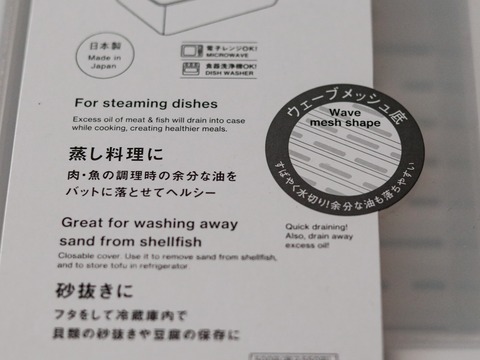 日本製
Made in
Japan
電子レンジOK!
MICROWAVE
食器洗浄機OK!
DISH WASHER
For steaming dishes
Excess oil of meat & fish will drain into case
while cooking, creating healthier meals.
蒸し料理に
肉・魚の調理時の余分な油を
バットに落とせてヘルシー
ウェーブメッシュ底
Wave
mesh shape
すばやく水切り!余分な油も落ちやすい
Quick draining!
Also, drain away
excess oil!
Great for washing away
sand from shellfish
Closable cover. Use it to remove sand from shellfish,
and to store tofu in refrigerator.
砂抜きに
フタをして冷蔵庫内で
貝類の砂抜きや豆腐の保存に